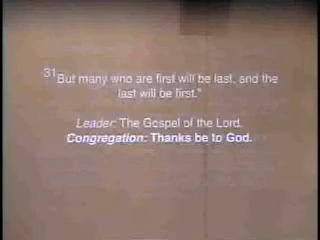 31But many who are first will be last, and the
last will be first."
Leader: The Gospel of the Lord.
Congregation: Thanks be to God.